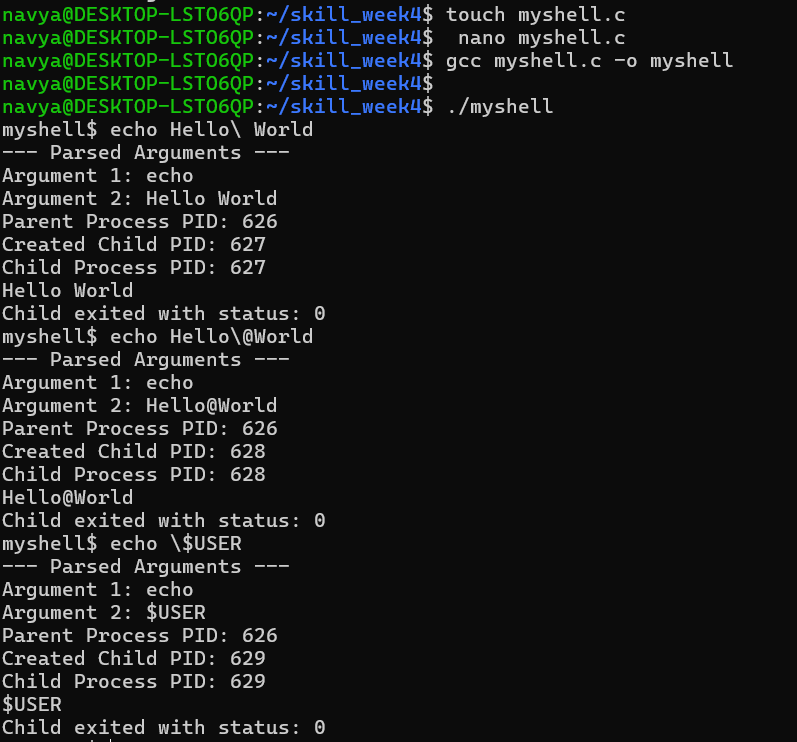 navya@DESKTOP-LSTO6QP:~/skill_week4$ touch myshell.c
navya@DESKTOP-LSTO6QP:~/skill_week4$  nano myshell.c
navya@DESKTOP-LSTO6QP:~/skill_week4$ gcc myshell.c -o myshell
navya@DESKTOP-LSTO6QP:~/skill_week4$
navya@DESKTOP-LSTO6QP:~/skill_week4$ ./myshell
myshell$ echo Hello\ World
--- Parsed Arguments ---
Argument 1: echo
Argument 2: Hello World
Parent Process PID: 626
Created Child PID: 627
Child Process PID: 627
Hello World
Child exited with status: 0
myshell$ echo Hello\@World
--- Parsed Arguments ---
Argument 1: echo
Argument 2: Hello@World
Parent Process PID: 626
Created Child PID: 628
Child Process PID: 628
Hello@World
Child exited with status: 0
myshell$ echo \$USER
--- Parsed Arguments ---
Argument 1: echo
Argument 2: $USER
Parent Process PID: 626
Created Child PID: 629
Child Process PID: 629
$USER
Child exited with status: 0